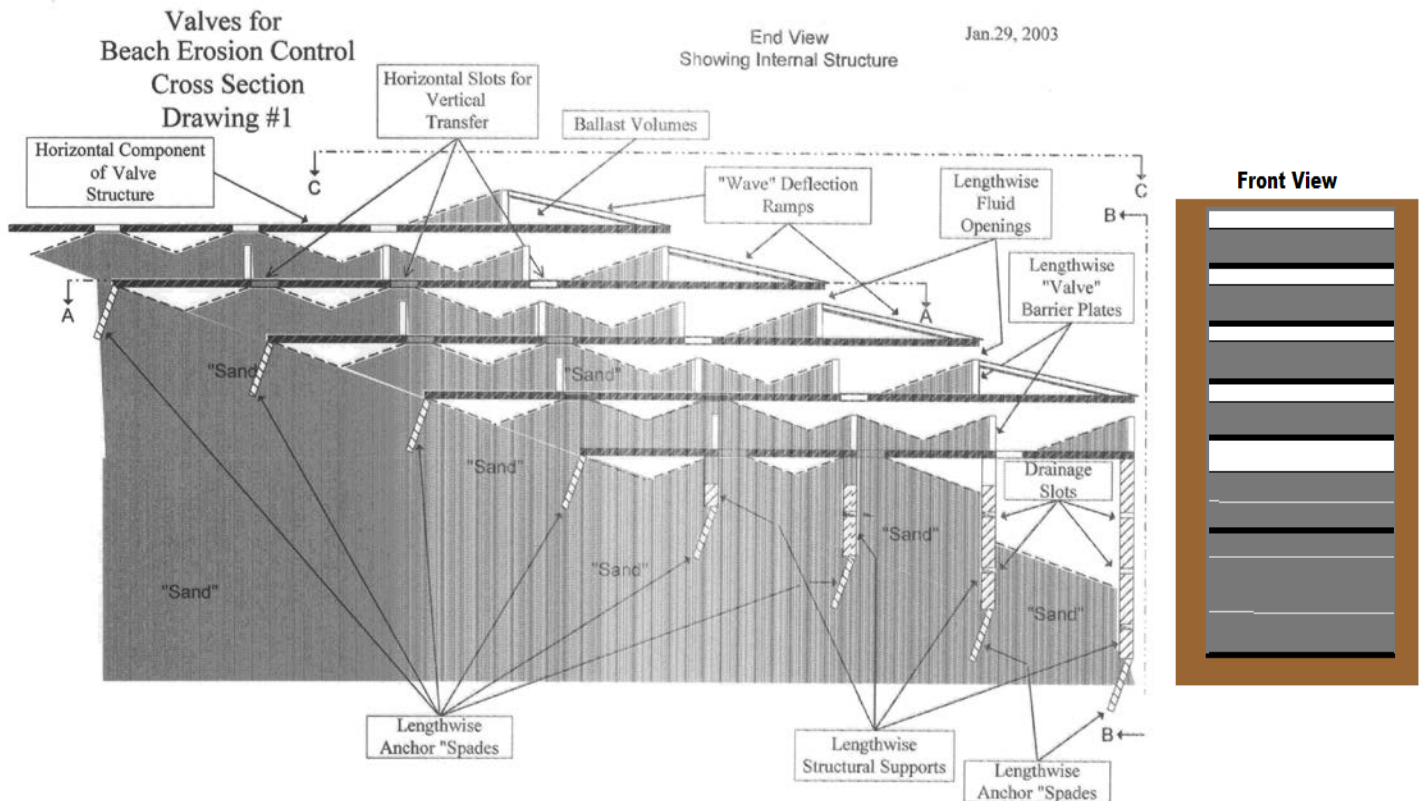 Valves for
Beach Erosion Control
Cross Section
Drawing #1
End View
Showing Internal Structure
Jan.29, 2003
Horizontal Slots for
Vertical
Transfer
Ballast Volumes
Horizontal Component
of Valve
Structure
C
C
"Wave" Deflection
Ramps
Lengthwise
Fluid
Openings
B
Lengthwise
"Valve"
Barrier Plates
A
A
"Sand
"Sand"
"Sand"
Drainage
Slots
"Sand"
"Sand"
"Sand"
"Sand"
Lengthwise
Anchor "Spades
Lengthwise
Structural Supports
B
Lengthwise
Anchor "Spades
Front View